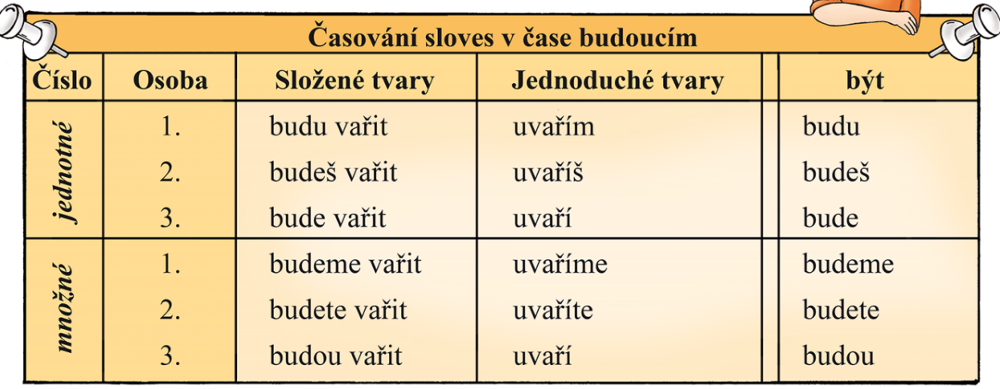 Časování sloves v čase budoucím
Číslo Osoba Složené tvary Jednoduché tvary být
jednotné
1. budu vařit uvařím budu
2. budeš vařit uvaříš budeš
3. bude vařit uvaří bude
množné
1. budeme vařit uvaříme budeme
2. budete vařit uvaříte budete
3. budou vařit uvaří budou